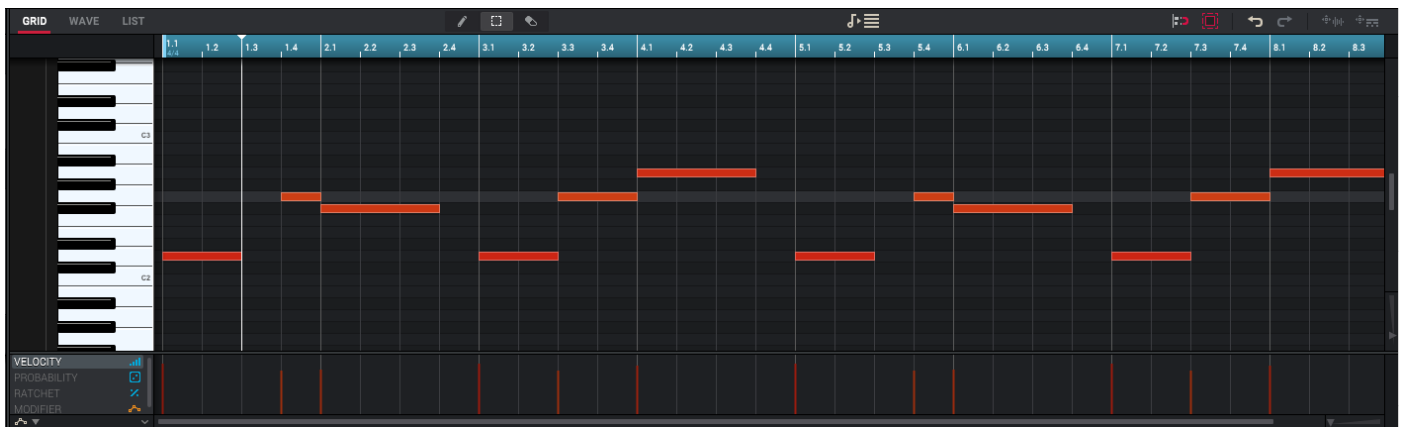 GRID WAVE LIST
1.1 1.2 1.3 1.4 2.1 2.2 2.3 2.4 3.1 3.2 3.3 3.4 4.1 4.2 4.3 4.4 5.1 5.2 5.3 5.4 6.1 6.2 6.3 6.4 7.1 7.2 7.3 7.4 8.1 8.2 8.3
4/4
C3
C2
VELOCITY
PROBABILITY
RATCHET
MODIFIER